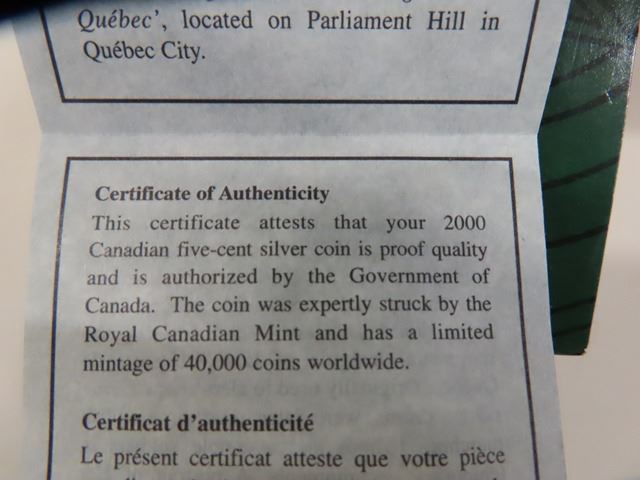 Québec', located on Parliament Hill in
Québec City.
Certificate of Authenticity
This certificate attests that your 2000
Canadian five-cent silver coin is proof quality
and is authorized by the Government of
Canada. The coin was expertly struck by the
Royal Canadian Mint and has a limited
mintage of 40,000 coins worldwide.
Certificat d'authenticité
Le présent certificat atteste que votre pièce